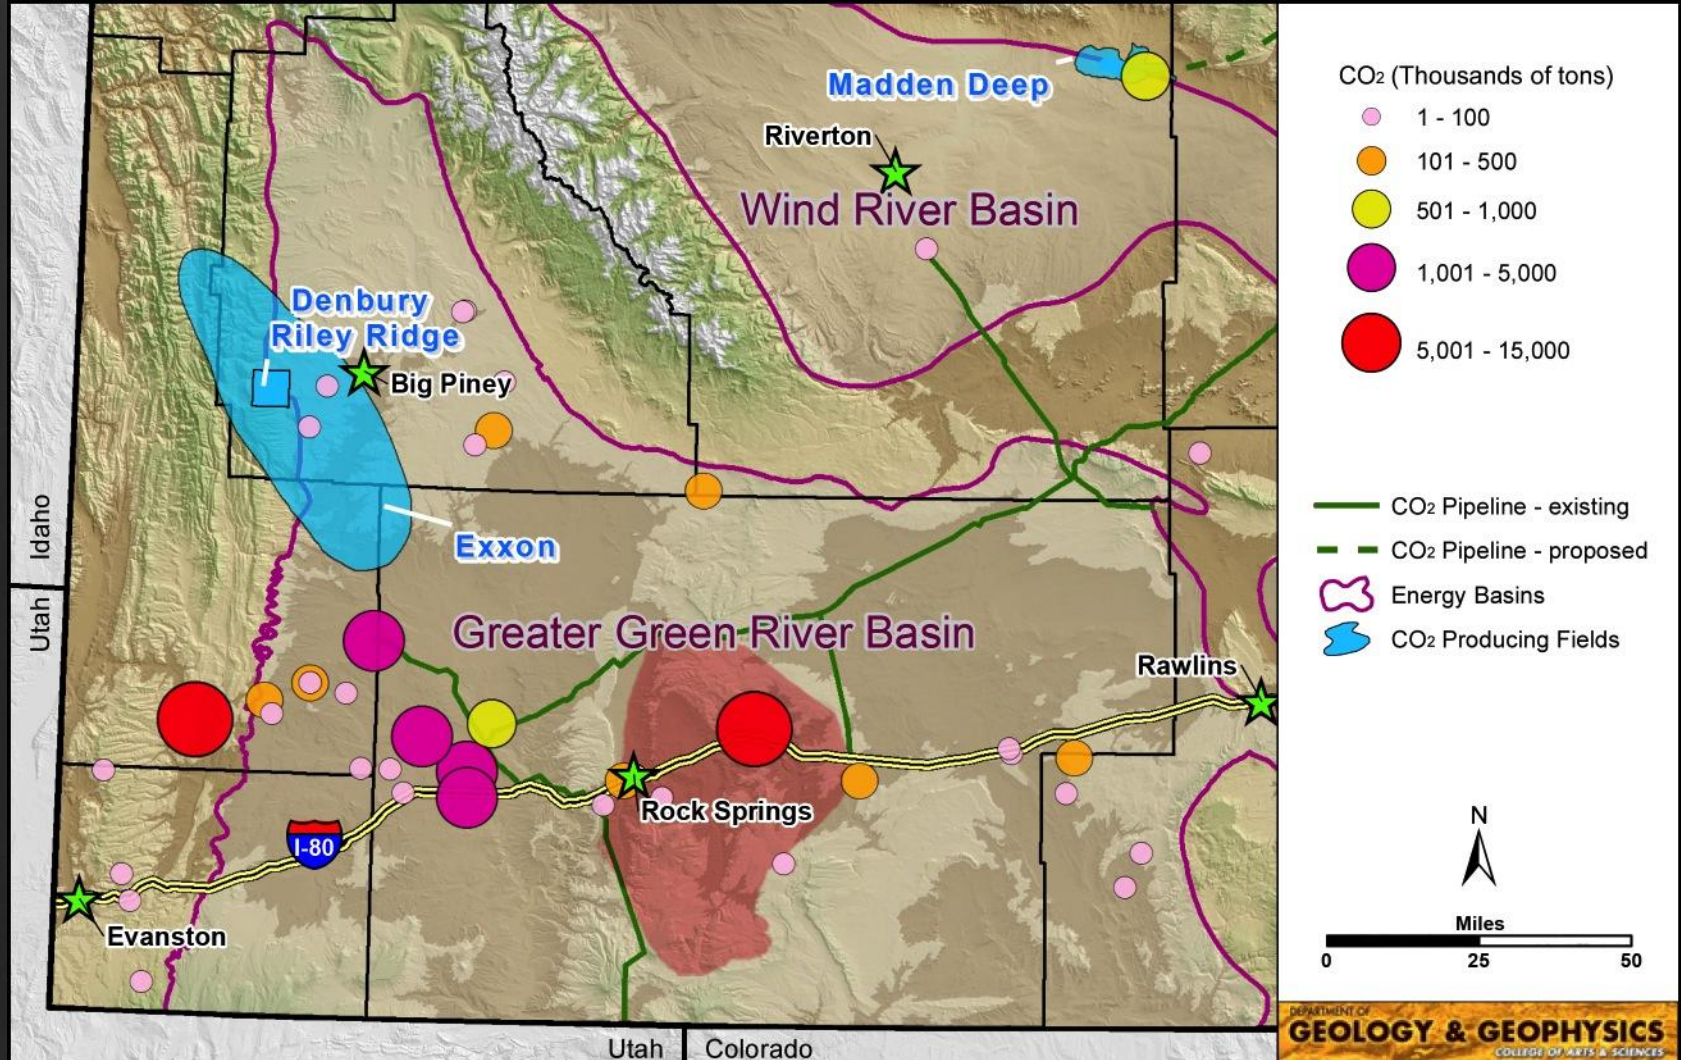 Madden Deep
Riverton
Wind River Basin
Denbury
Riley Ridge
Big Piney
Exxon
Greater Green River Basin
Rawlins
Rock Springs
I-80
Evanston
Idaho
Utah
Utah
Colorado
CO2 (Thousands of tons)
1 - 100
101 - 500
501 - 1,000
1,001 - 5,000
5,001 - 15,000
CO2 Pipeline - existing
CO2 Pipeline - proposed
Energy Basins
CO2 Producing Fields
N
Miles
0 25 50
DEPARTMENT OF
GEOLOGY & GEOPHYSICS
COLLEGE OF ARTS & SCIENCES